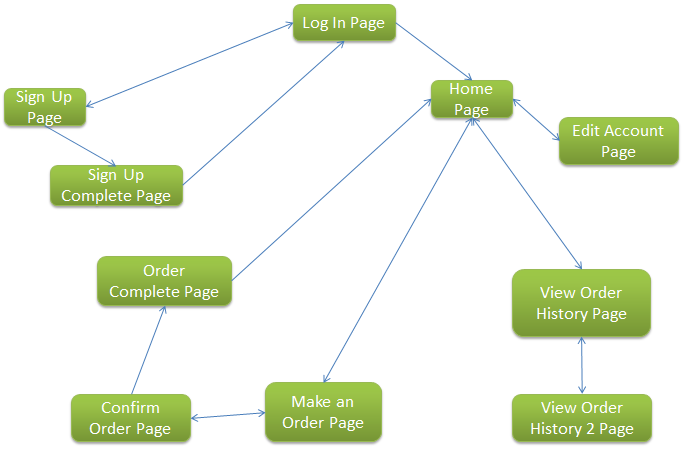 Log In Page
Home
Page
Sign Up
Page
Edit Account
Page
Sign Up
Complete Page
Order
Complete Page
View Order
History Page
Confirm
Order Page
Make an
Order Page
View Order
History 2 Page